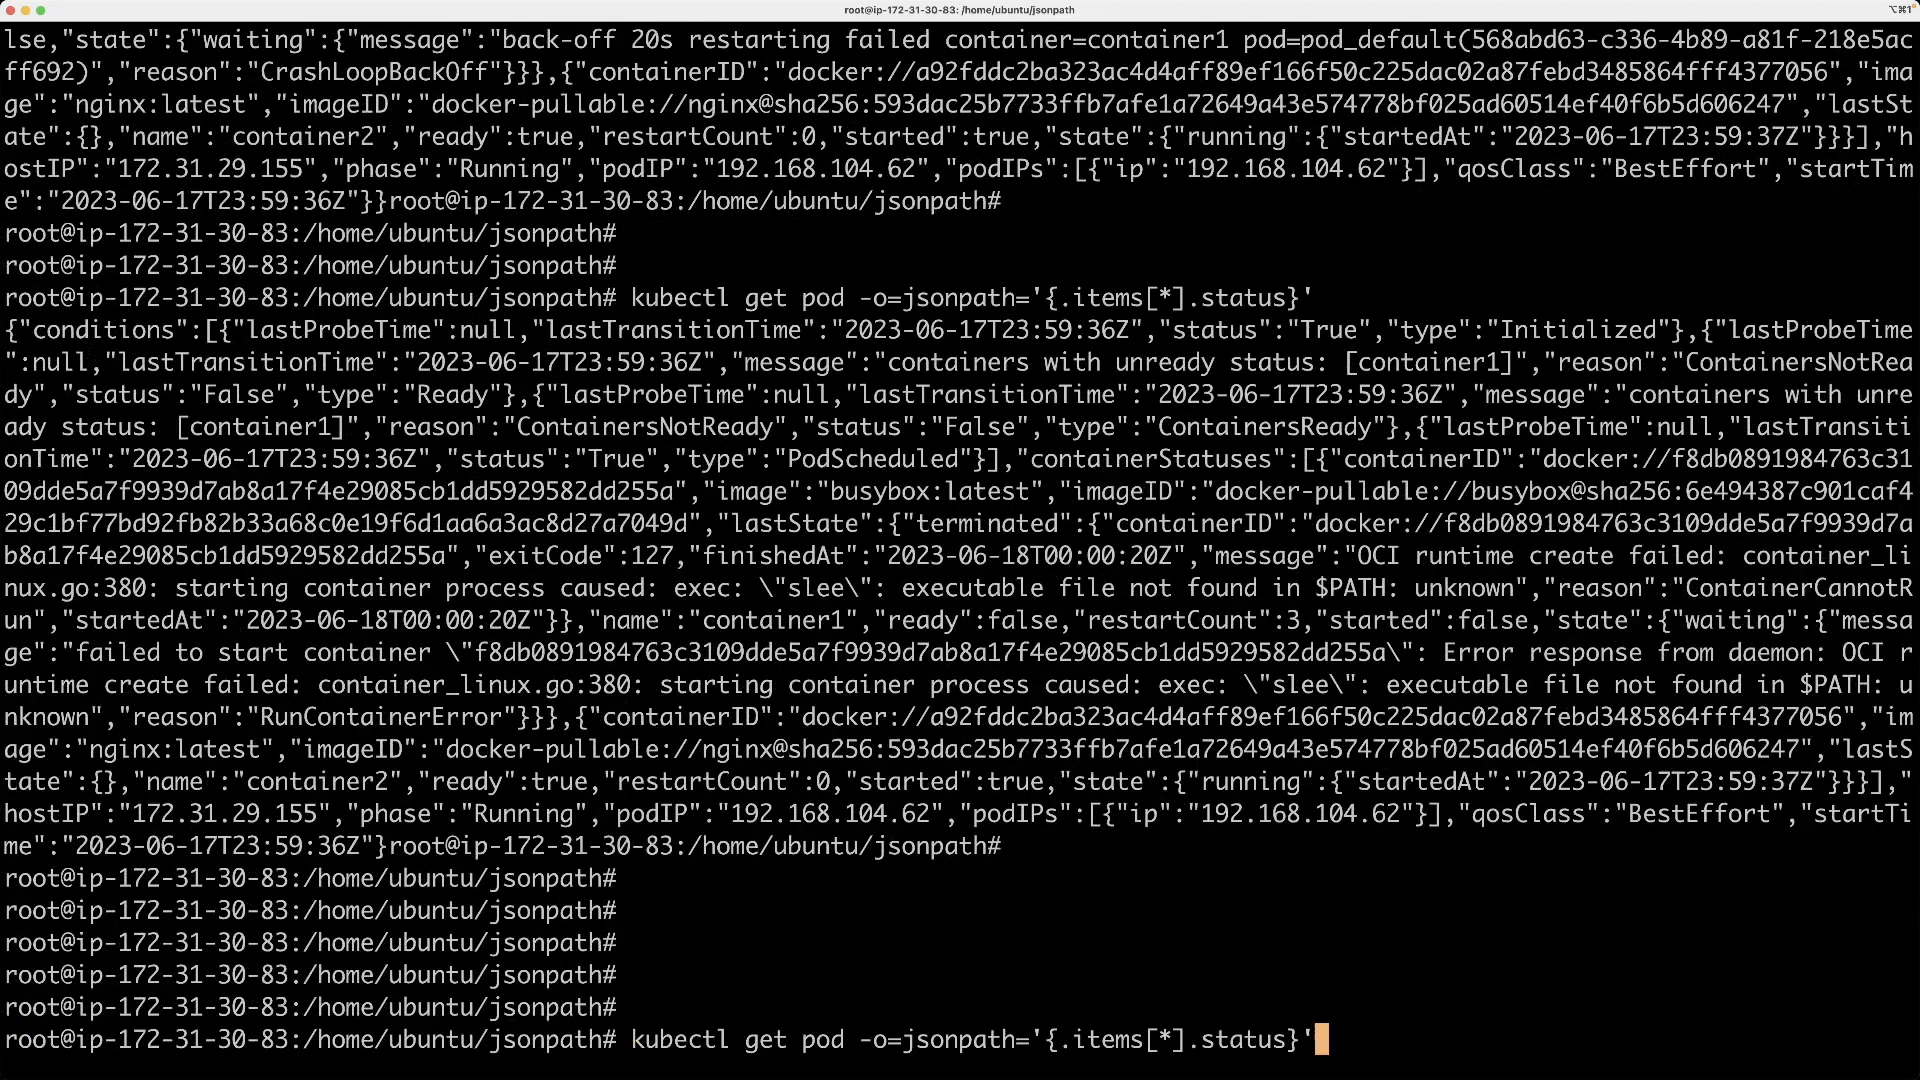 root@ip-172-31-30-83: /home/ubuntu/jsonpath
⌥⌘1
lse,"state":{"waiting":{"message":"back-off 20s restarting failed container=container1 pod=pod_default(568abd63-c336-4b89-a81f-218e5ac
ff692)","reason":"CrashLoopBackOff"}}},{"containerID":"docker://a92fddc2ba323ac4d4aff89ef166f50c225dac02a87febd3485864fff4377056","ima
ge":"nginx:latest","imageID":"docker-pullable://nginx@sha256:593dac25b7733ffb7afe1a72649a43e574778bf025ad60514ef40f6b5d606247","lastSt
ate":{},"name":"container2","ready":true,"restartCount":0,"started":true,"state":{"running":{"startedAt":"2023-06-17T23:59:37Z"}}}],"h
ostIP":"172.31.29.155","phase":"Running","podIP":"192.168.104.62","podIPs":[{"ip":"192.168.104.62"}],"qosClass":"BestEffort","startTim
e":"2023-06-17T23:59:36Z"}}root@ip-172-31-30-83:/home/ubuntu/jsonpath#
root@ip-172-31-30-83:/home/ubuntu/jsonpath#
root@ip-172-31-30-83:/home/ubuntu/jsonpath#
root@ip-172-31-30-83:/home/ubuntu/jsonpath# kubectl get pod -o=jsonpath='{.items[*].status}'
{"conditions":[{"lastProbeTime":null,"lastTransitionTime":"2023-06-17T23:59:36Z","status":"True","type":"Initialized"},{"lastProbeTime
":null,"lastTransitionTime":"2023-06-17T23:59:36Z","message":"containers with unready status: [container1]","reason":"ContainersNotRea
dy","status":"False","type":"Ready"},{"lastProbeTime":null,"lastTransitionTime":"2023-06-17T23:59:36Z","message":"containers with unre
ady status: [container1]","reason":"ContainersNotReady","status":"False","type":"ContainersReady"},{"lastProbeTime":null,"lastTransiti
onTime":"2023-06-17T23:59:36Z","status":"True","type":"PodScheduled"}],"containerStatuses":[{"containerID":"docker://f8db0891984763c31
09dde5a7f9939d7ab8a17f4e29085cb1dd5929582dd255a","image":"busybox:latest","imageID":"docker-pullable://busybox@sha256:6e494387c901caf4
29c1bf77bd92fb82b33a68c0e19f6d1aa6a3ac8d27a7049d","lastState":{"terminated":{"containerID":"docker://f8db0891984763c3109dde5a7f9939d7a
b8a17f4e29085cb1dd5929582dd255a","exitCode":127,"finishedAt":"2023-06-18T00:00:20Z","message":"OCI runtime create failed: container_li
nux.go:380: starting container process caused: exec: \"slee\": executable file not found in $PATH: unknown","reason":"ContainerCannotR
un","startedAt":"2023-06-18T00:00:20Z"}},"name":"container1","ready":false,"restartCount":3,"started":false,"state":{"waiting":{"messa
ge":"failed to start container \"f8db0891984763c3109dde5a7f9939d7ab8a17f4e29085cb1dd5929582dd255a\": Error response from daemon: OCI r
untime create failed: container_linux.go:380: starting container process caused: exec: \"slee\": executable file not found in $PATH: u
nknown","reason":"RunContainerError"}}},{"containerID":"docker://a92fddc2ba323ac4d4aff89ef166f50c225dac02a87febd3485864fff4377056","im
age":"nginx:latest","imageID":"docker-pullable://nginx@sha256:593dac25b7733ffb7afe1a72649a43e574778bf025ad60514ef40f6b5d606247","lastS
tate":{},"name":"container2","ready":true,"restartCount":0,"started":true,"state":{"running":{"startedAt":"2023-06-17T23:59:37Z"}}}],"
hostIP":"172.31.29.155","phase":"Running","podIP":"192.168.104.62","podIPs":[{"ip":"192.168.104.62"}],"qosClass":"BestEffort","startTi
me":"2023-06-17T23:59:36Z"}root@ip-172-31-30-83:/home/ubuntu/jsonpath#
root@ip-172-31-30-83:/home/ubuntu/jsonpath#
root@ip-172-31-30-83:/home/ubuntu/jsonpath#
root@ip-172-31-30-83:/home/ubuntu/jsonpath#
root@ip-172-31-30-83:/home/ubuntu/jsonpath#
root@ip-172-31-30-83:/home/ubuntu/jsonpath#
root@ip-172-31-30-83:/home/ubuntu/jsonpath# kubectl get pod -o=jsonpath='{.items[*].status}'